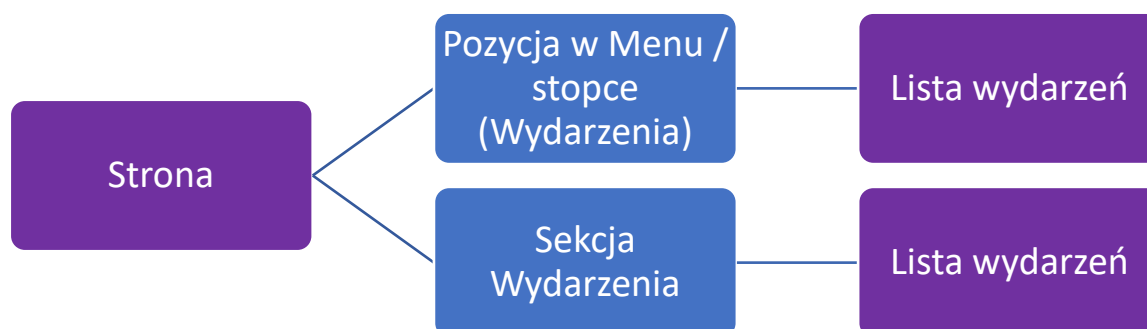 Strona
Pozycja w Menu /
stopce
(Wydarzenia)
Lista wydarzeń
Sekcja
Wydarzenia
Lista wydarzeń